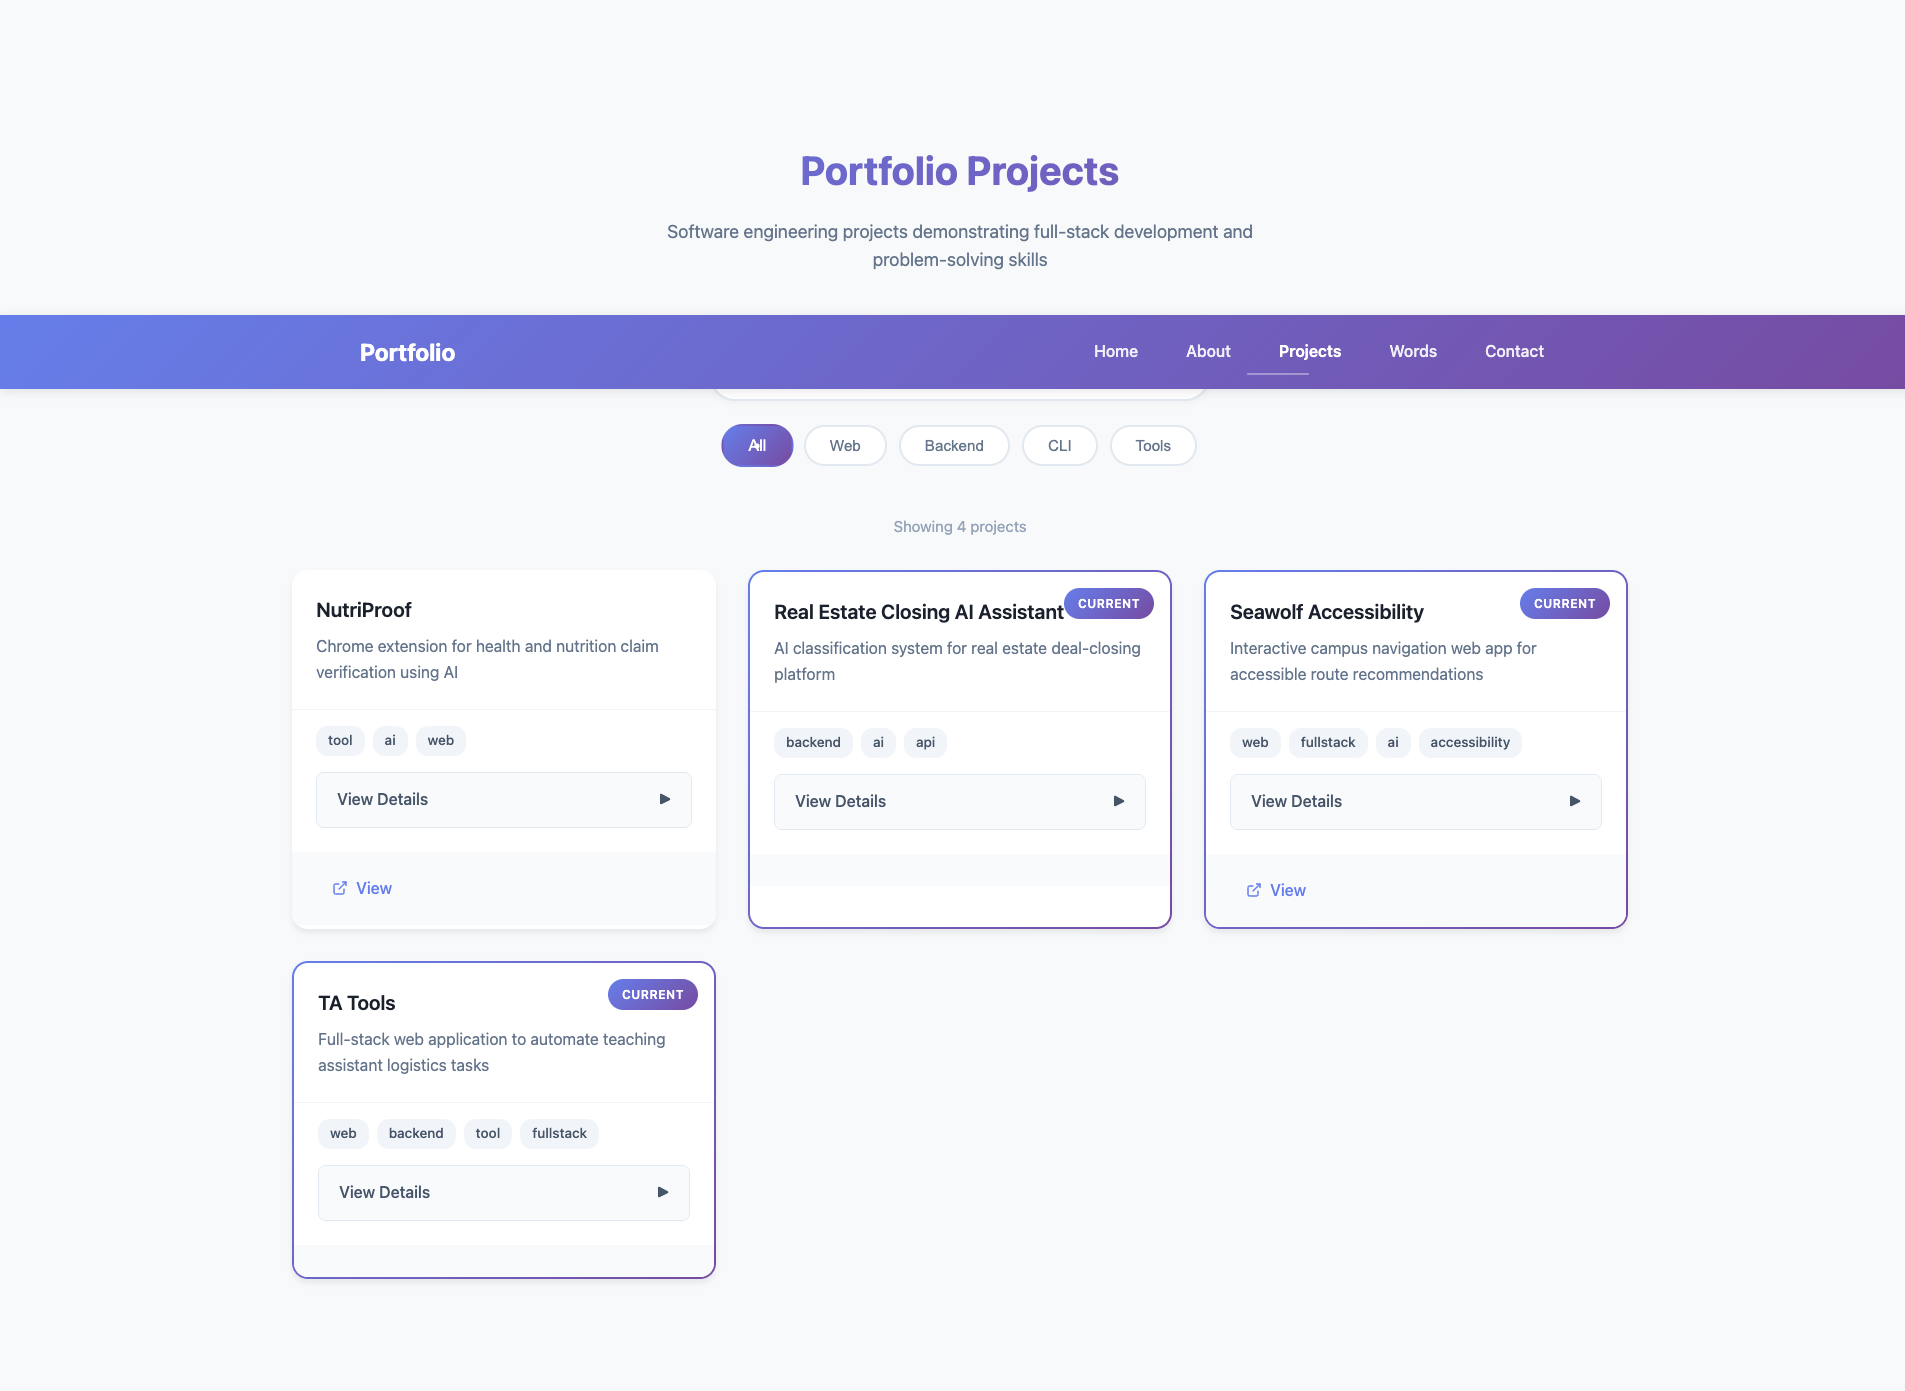 Portfolio Projects
Software engineering projects demonstrating full-stack development and
problem-solving skills
Portfolio
Home
About
Projects
Words
Contact
All
Web
Backend
CLI
Tools
Showing 4 projects
NutriProof
Chrome extension for health and nutrition claim
verification using AI
tool
ai
web
View Details
View
Real Estate Closing AI Assistant
CURRENT
AI classification system for real estate deal-closing
platform
backend
ai
api
View Details
Seawolf Accessibility
CURRENT
Interactive campus navigation web app for
accessible route recommendations
web
fullstack
ai
accessibility
View Details
View
TA Tools
CURRENT
Full-stack web application to automate teaching
assistant logistics tasks
web
backend
tool
fullstack
View Details